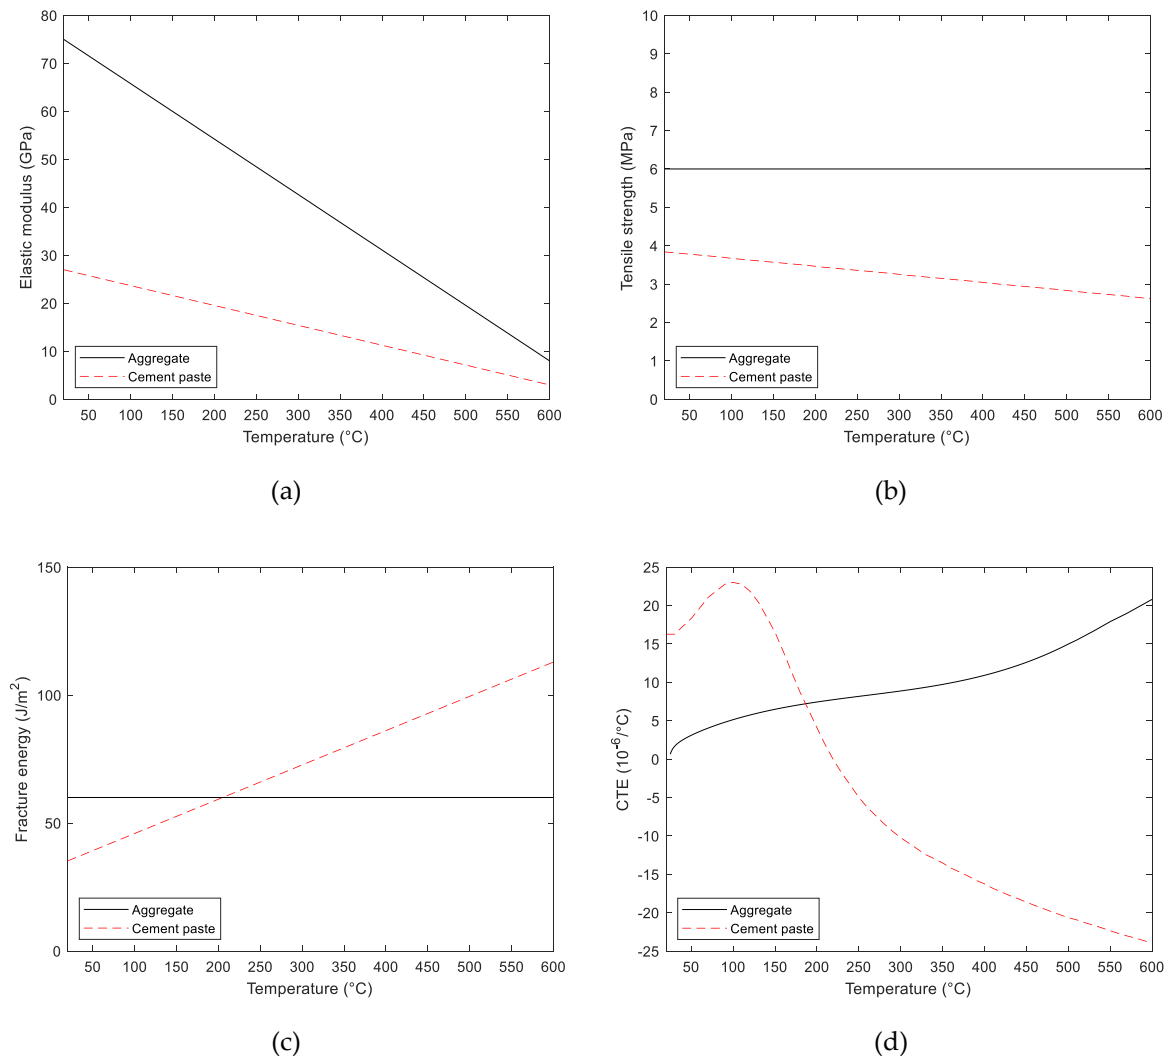 80
70
60
50
40
30
20
10
0
Elastic modulus (GPa)
Aggregate
Cement paste
50 100 150 200 250 300 350 400 450 500 550 600
Temperature (°C)
(a)
10
9
8
7
6
5
4
3
2
1
0
Tensile strength (MPa)
Aggregate
Cement paste
50 100 150 200 250 300 350 400 450 500 550 600
Temperature (°C)
(b)
150
100
50
0
Fracture energy (J/m²)
Aggregate
Cement paste
50 100 150 200 250 300 350 400 450 500 550 600
Temperature (°C)
(c)
25
20
15
10
5
0
-5
-10
-15
-20
-25
CTE (10⁻⁶/°C)
Aggregate
Cement paste
50 100 150 200 250 300 350 400 450 500 550 600
Temperature (°C)
(d)